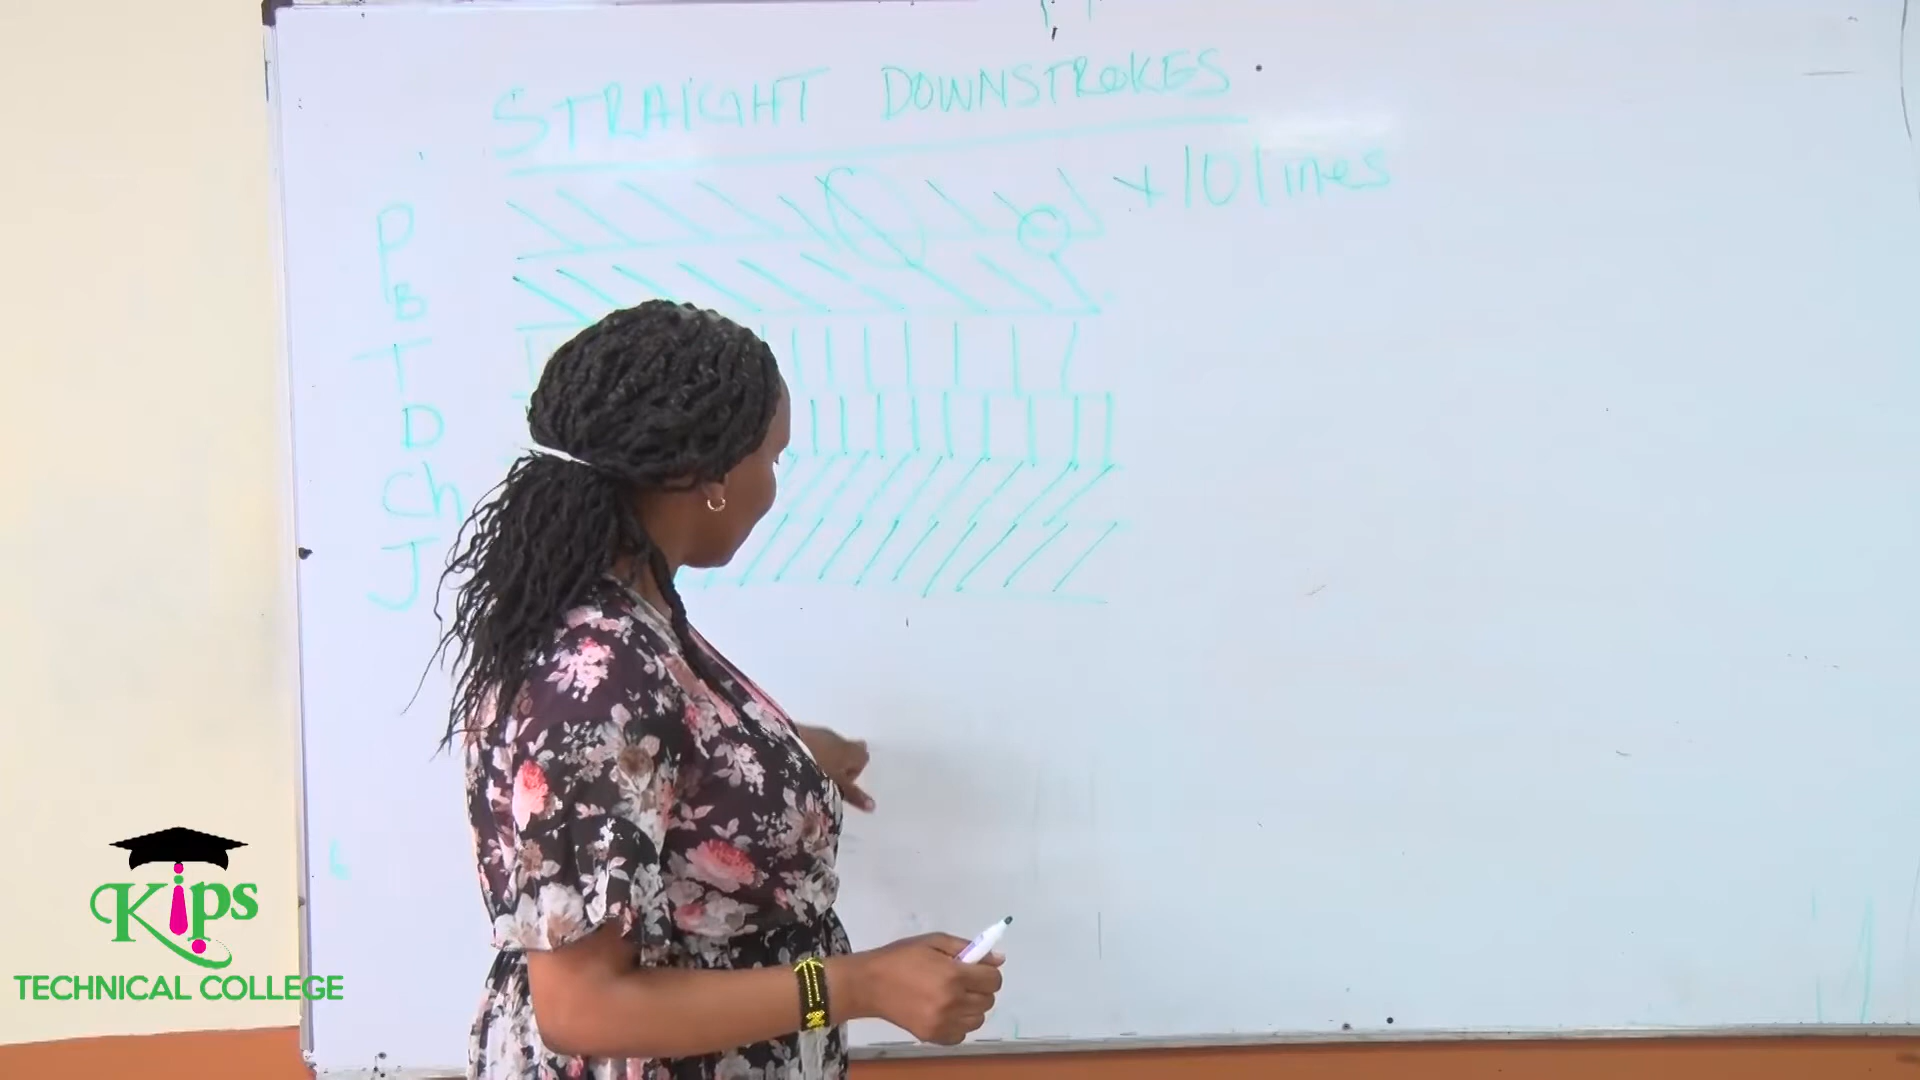 STRAIGHT DOWNSTROKES
P
x 10 lines
B
T
D
Ch
J
Kips
TECHNICAL COLLEGE